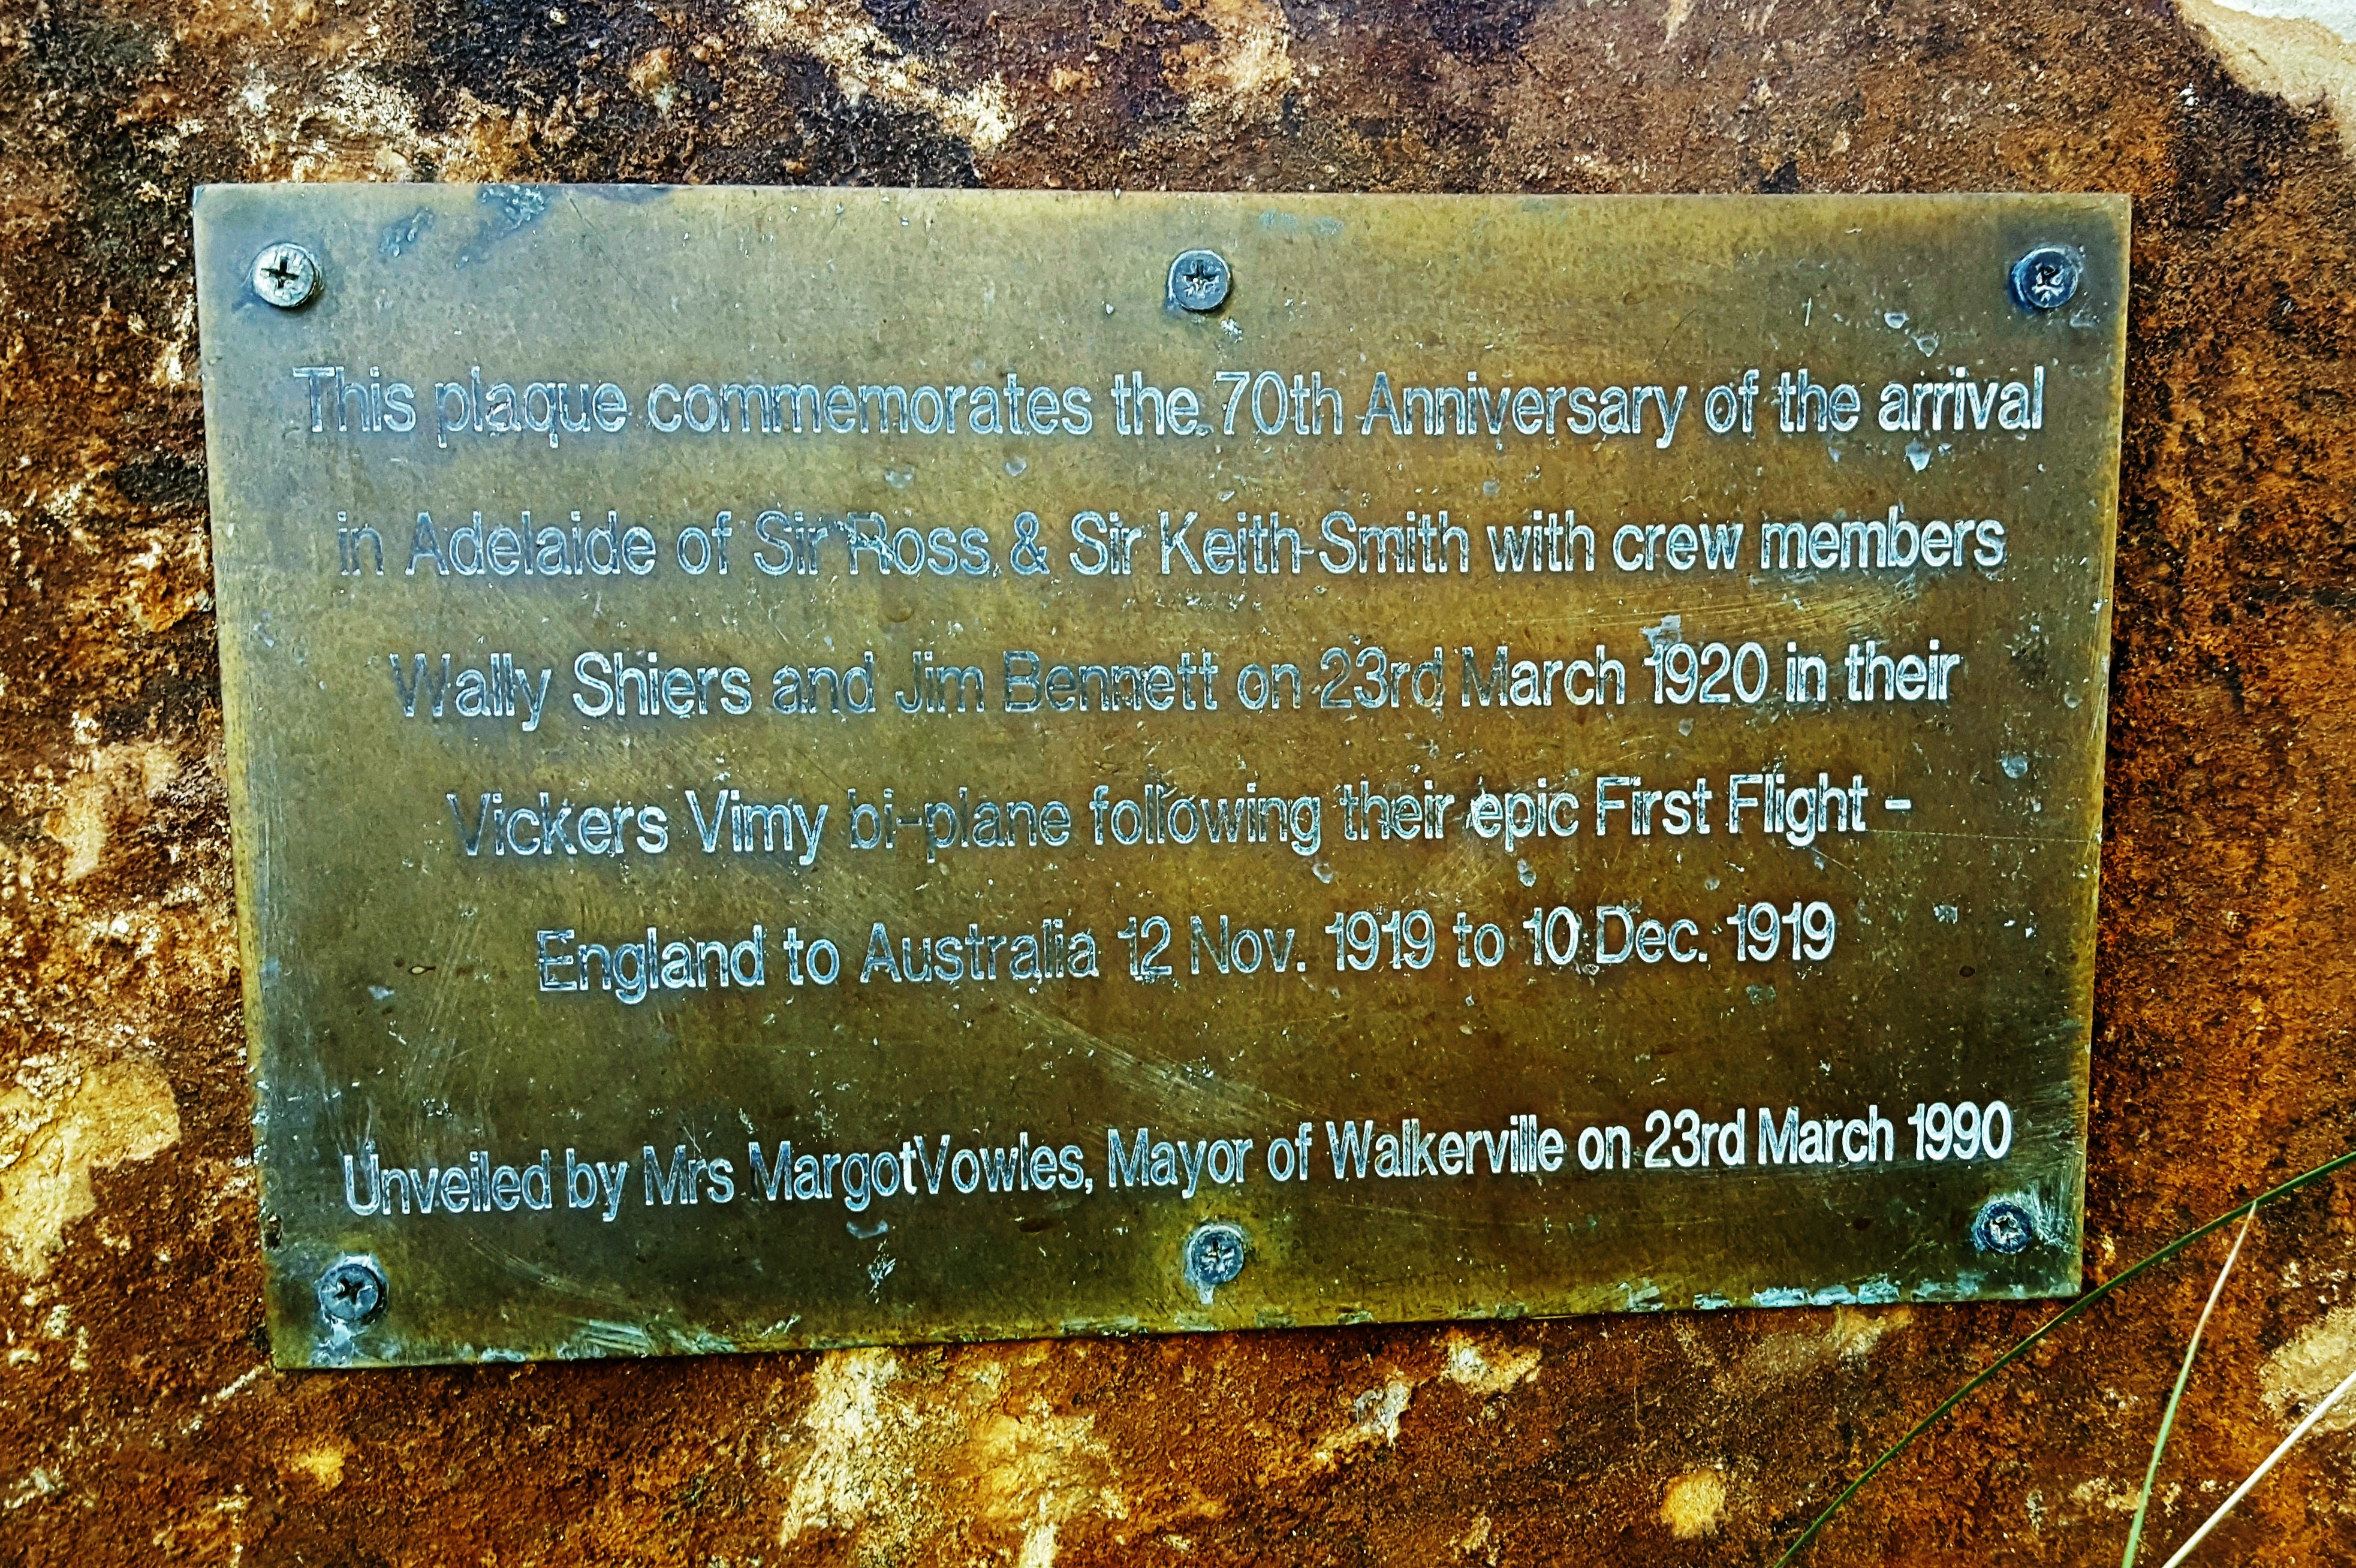 This plaque commemorates the 70th Anniversary of the arrival
in Adelaide of Sir Ross & Sir Keith Smith with crew members
Wally Shiers and Jim Bennett on 23rd March 1920 in their
Vickers Vimy bi-plane following their epic First Flight -
England to Australia 12 Nov. 1919 to 10 Dec. 1919
Unveiled by Mrs Margot Vowles, Mayor of Walkerville on 23rd March 1990